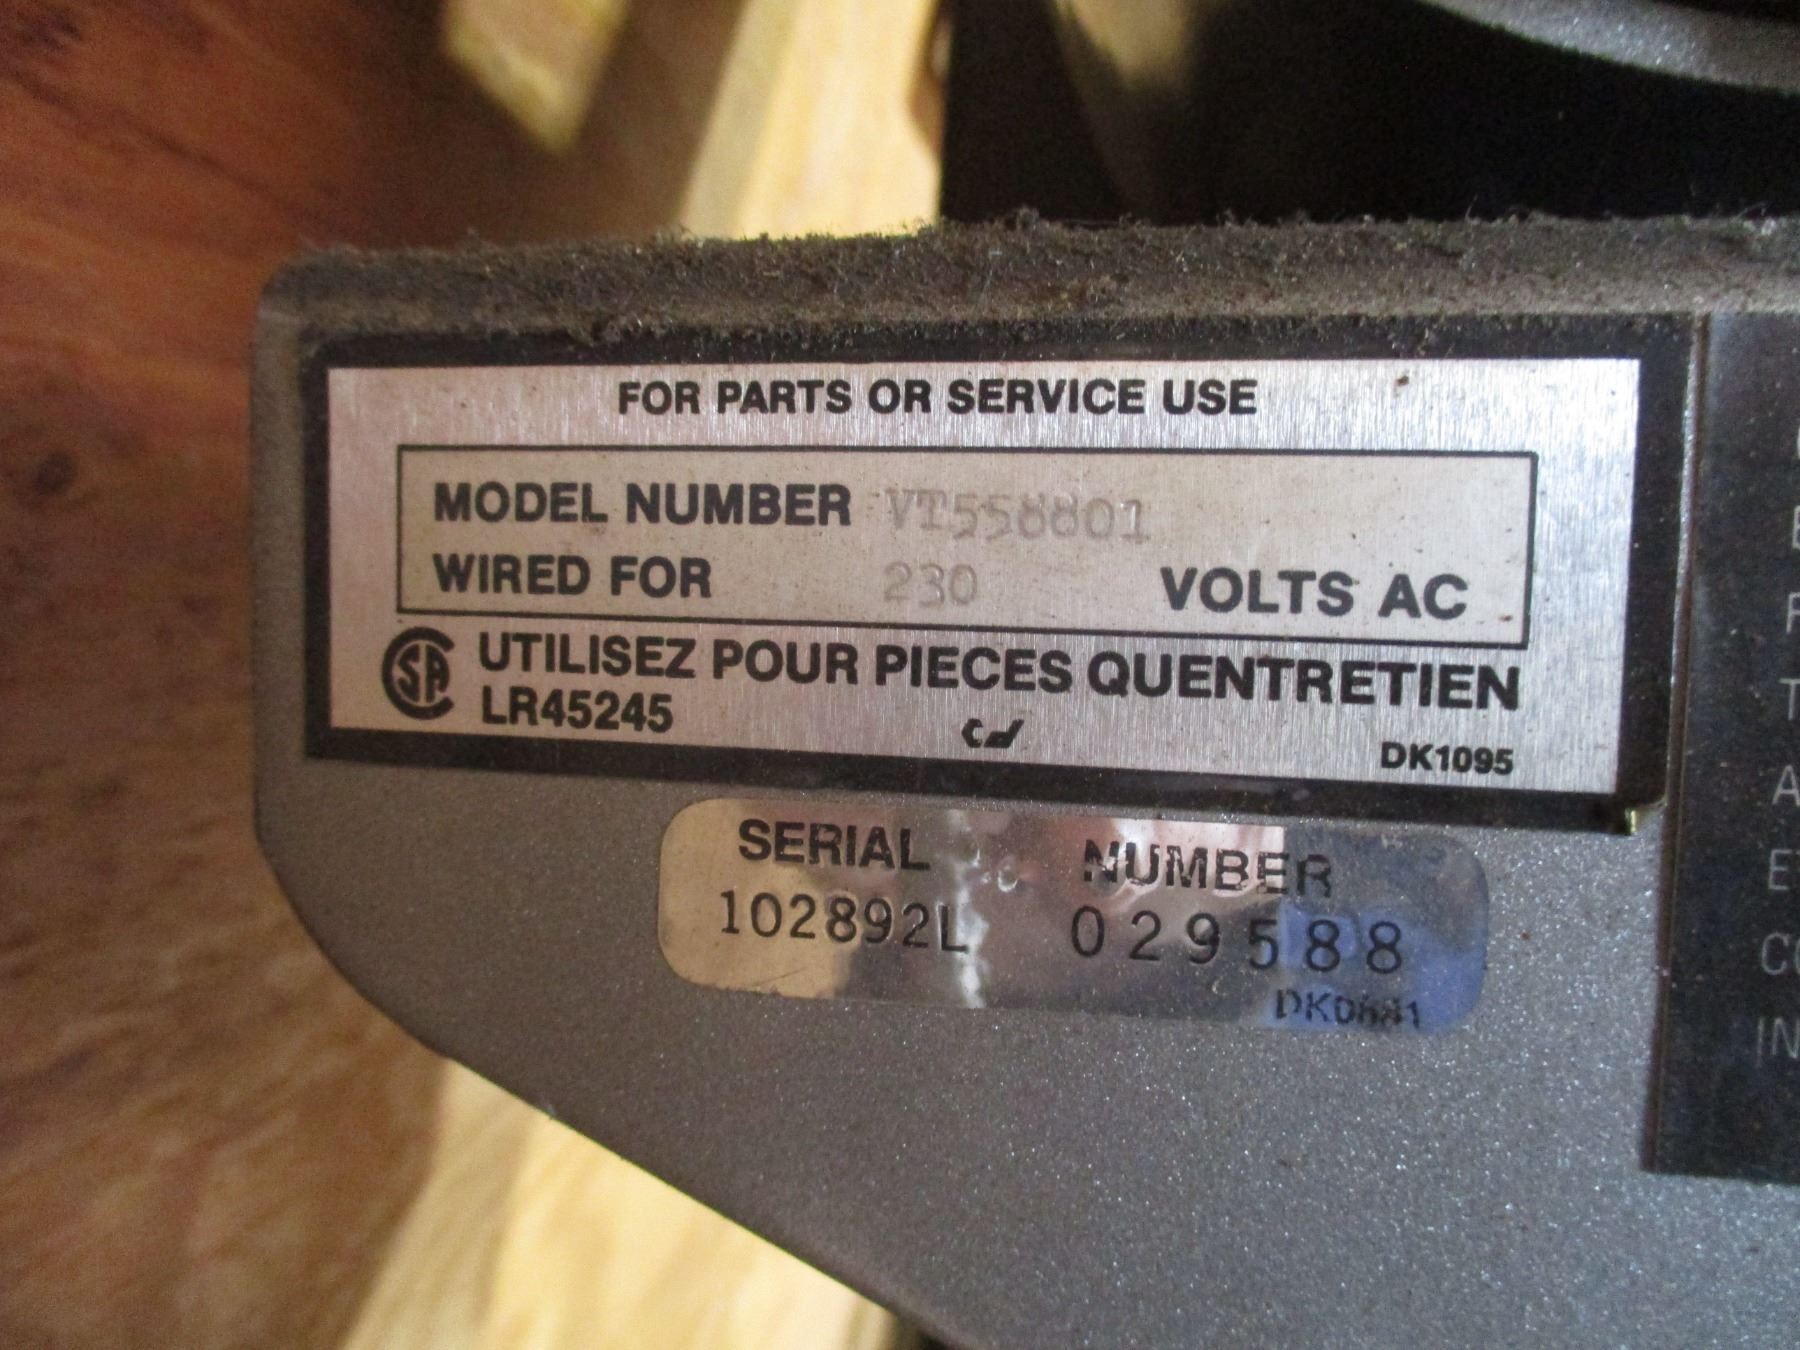 FOR PARTS OR SERVICE USE
MODEL NUMBER VT558801
WIRED FOR 230 VOLTS AC
UTILISEZ POUR PIECES QUENTRETIEN
LR45245
DK1095
SERIAL NUMBER
102892L 029588